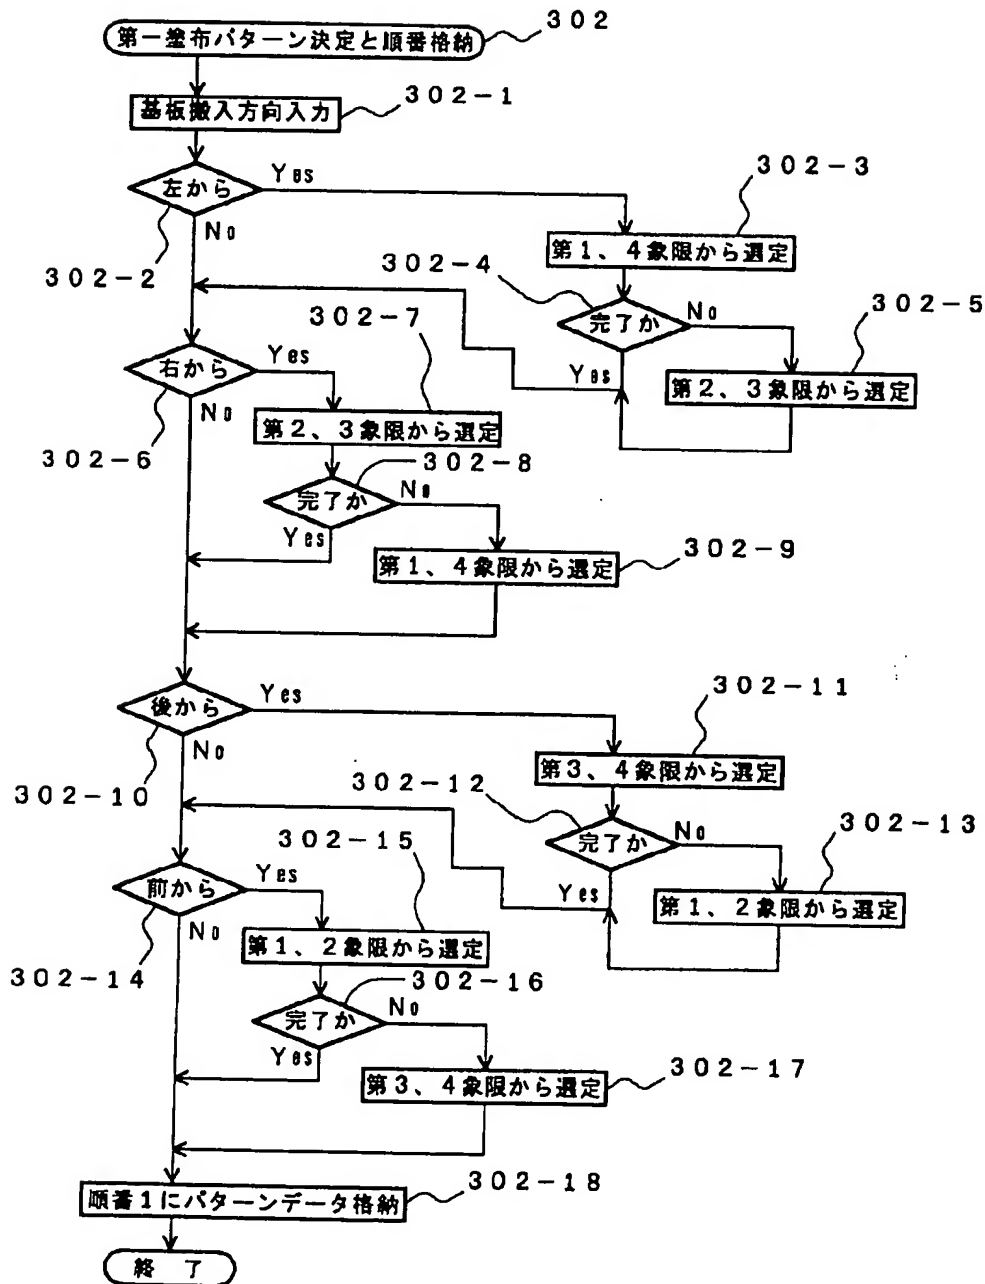 第一塗布パターン決定と順番格納
302
基板搬入方向入力
302-1
左から
Yes
No
302-2
302-3
第1、4象限から選定
302-4
完了か
No
Yes
302-5
第2、3象限から選定
右から
Yes
No
302-6
302-7
第2、3象限から選定
302-8
完了か
No
Yes
302-9
第1、4象限から選定
後から
Yes
No
302-10
302-11
第3、4象限から選定
302-12
完了か
No
Yes
302-13
第1、2象限から選定
前から
Yes
No
302-14
302-15
第1、2象限から選定
302-16
完了か
No
Yes
302-17
第3、4象限から選定
302-18
順番1にパターンデータ格納
終 了